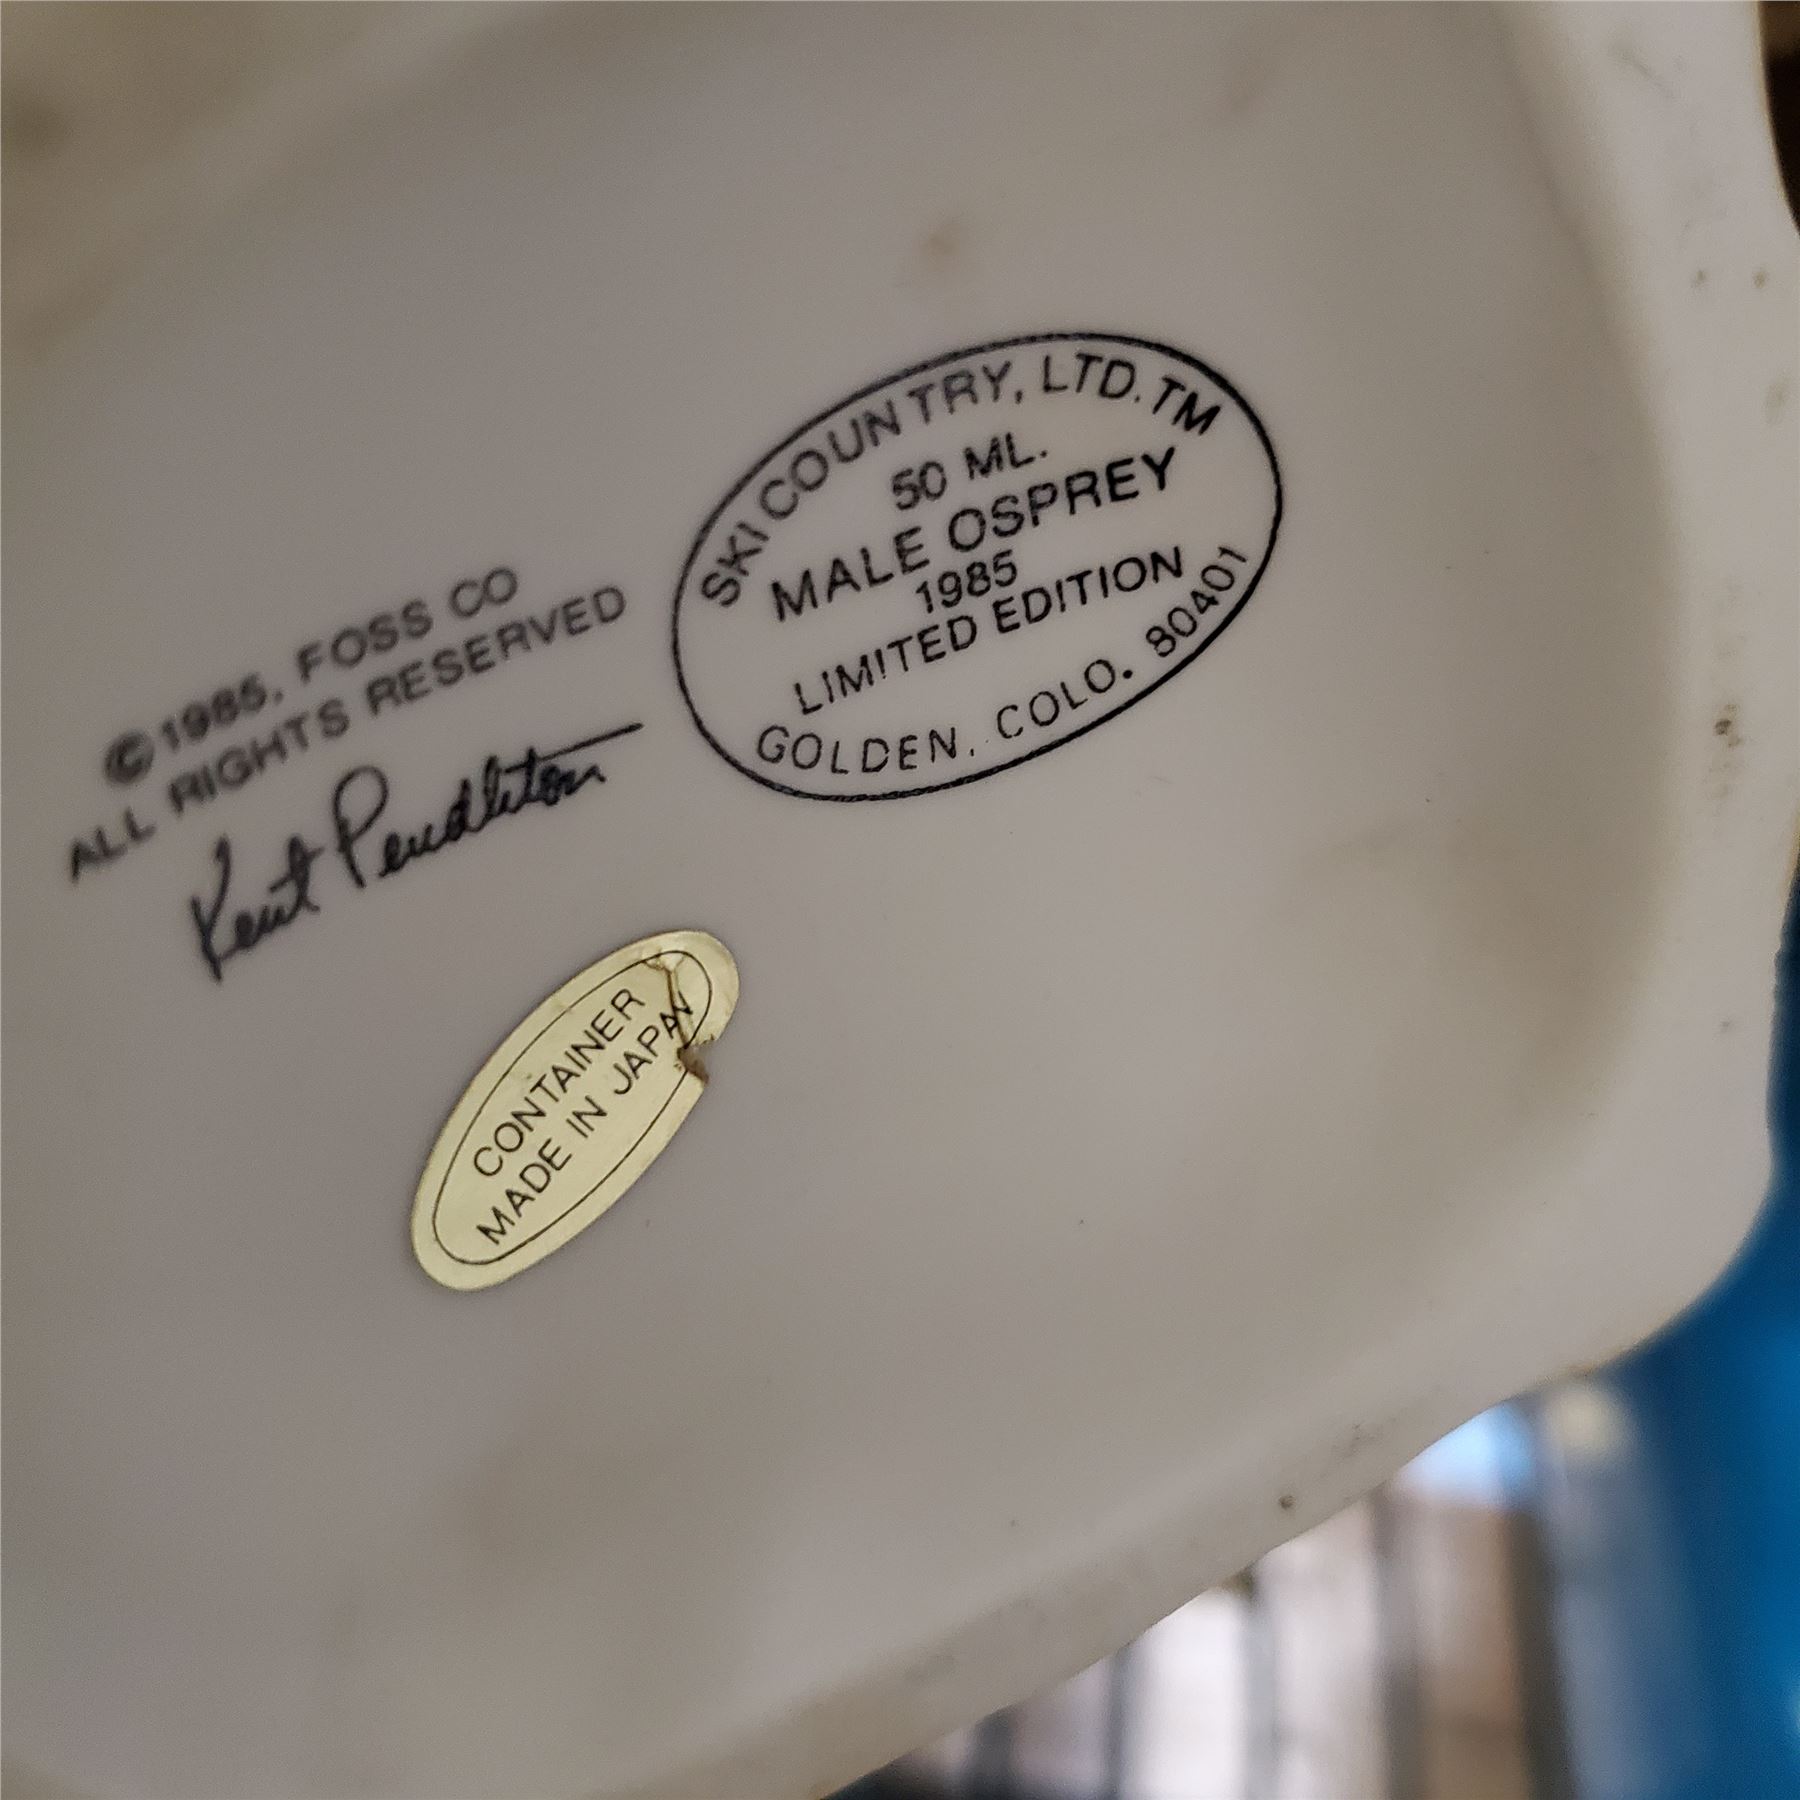 SKI COUNTRY, LTD. TM
50 ML.
MALE OSPREY
1985
LIMITED EDITION
GOLDEN, COLO. 80401
©1985, FOSS CO
ALL RIGHTS RESERVED
Kent Pendleton
CONTAINER
MADE IN JAPAN